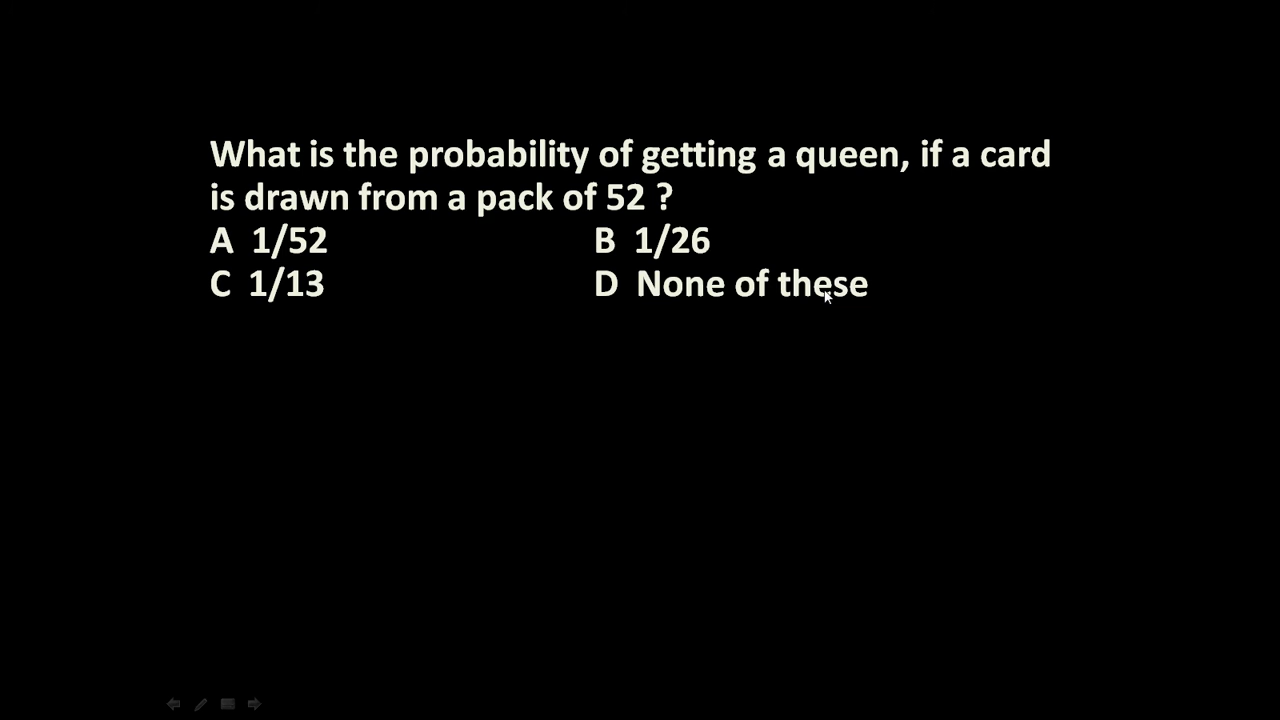 What is the probability of getting a queen, if a card
is drawn from a pack of 52 ?
A 1/52 B 1/26
C 1/13 D None of these